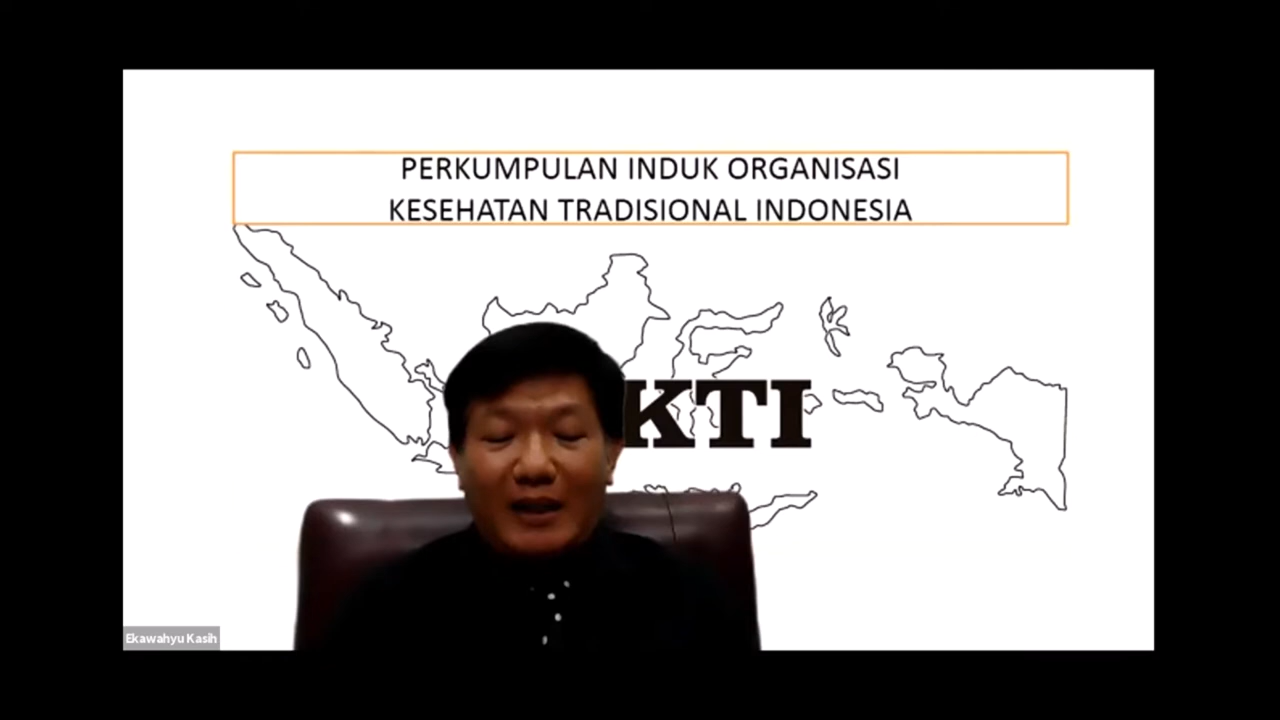 PERKUMPULAN INDUK ORGANISASI
KESEHATAN TRADISIONAL INDONESIA
KTI
Ekawahyu Kasih